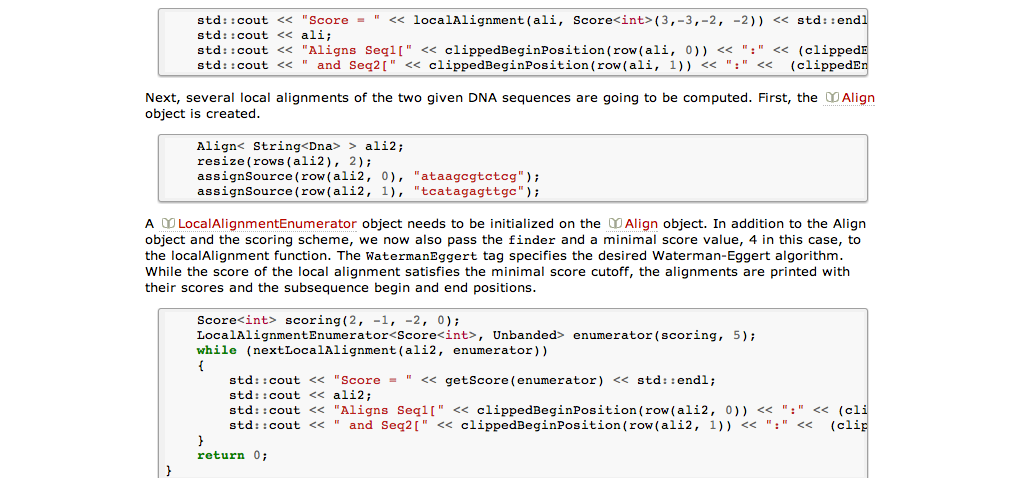 std::cout << "Score = " << localAlignment(ali, Score<int>(3,-3,-2, -2)) << std::endl
std::cout << ali;
std::cout << "Aligns Seq1[" << clippedBeginPosition(row(ali, 0)) << ":" << (clippedE
std::cout << " and Seq2[" << clippedBeginPosition(row(ali, 1)) << ":" <<  (clippedEn
Next, several local alignments of the two given DNA sequences are going to be computed. First, the Align
object is created.
Align< String<Dna> > ali2;
resize(rows(ali2), 2);
assignSource(row(ali2, 0), "ataagcgtctcg");
assignSource(row(ali2, 1), "tcatagagttgc");
A LocalAlignmentEnumerator object needs to be initialized on the Align object. In addition to the Align
object and the scoring scheme, we now also pass the finder and a minimal score value, 4 in this case, to
the localAlignment function. The WatermanEggert tag specifies the desired Waterman-Eggert algorithm.
While the score of the local alignment satisfies the minimal score cutoff, the alignments are printed with
their scores and the subsequence begin and end positions.
Score<int> scoring(2, -1, -2, 0);
LocalAlignmentEnumerator<Score<int>, Unbanded> enumerator(scoring, 5);
while (nextLocalAlignment(ali2, enumerator))
{
std::cout << "Score = " << getScore(enumerator) << std::endl;
std::cout << ali2;
std::cout << "Aligns Seq1[" << clippedBeginPosition(row(ali2, 0)) << ":" << (cli
std::cout << " and Seq2[" << clippedBeginPosition(row(ali2, 1)) << ":" <<  (clip
}
return 0;
}